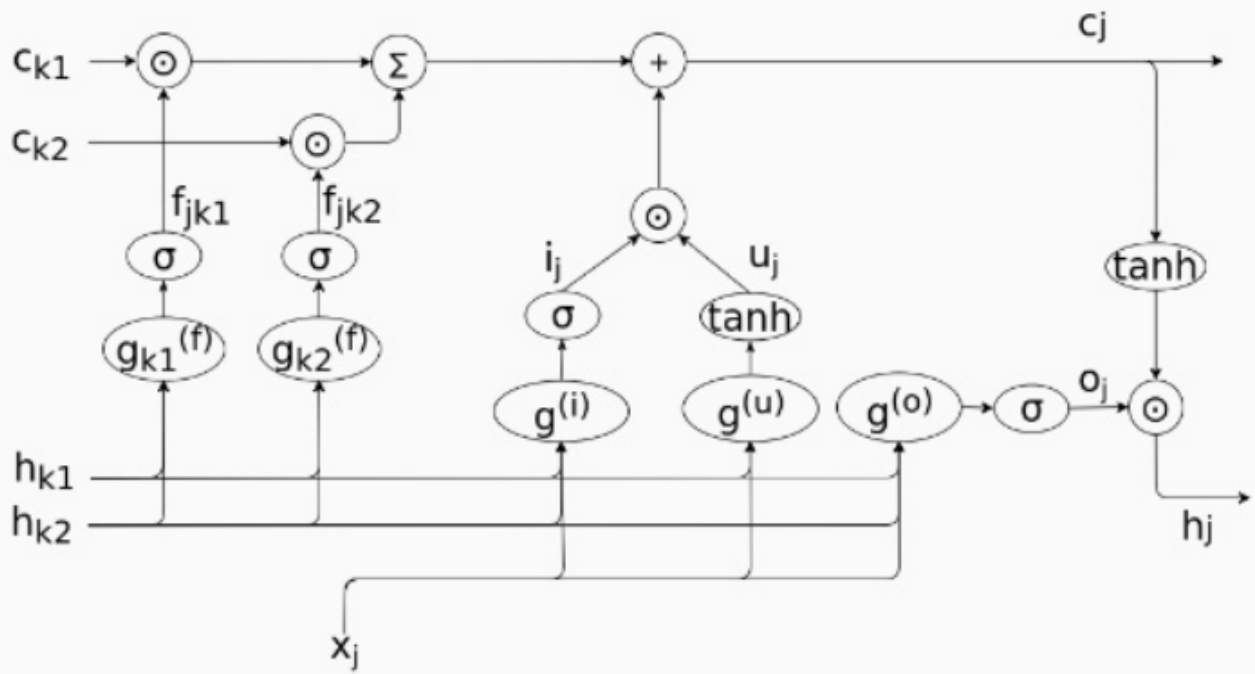 c_j
c_k1 ⊙ Σ +
c_k2 ⊙
f_jk1 f_jk2 ⊙
σ σ i_j u_j tanh
σ tanh
g_k1^(f) g_k2^(f)
g^(i) g^(u) g^(o) σ o_j ⊙
h_k1
h_k2 h_j
x_j